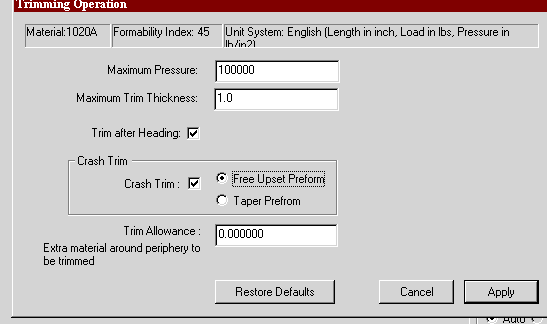 Trimming Operation
Material:1020A Formability Index: 45 Unit System: English (Length in inch, Load in lbs, Pressure in
lb/in2)
Maximum Pressure: 100000
Maximum Trim Thickness: 1.0
Trim after Heading:
Crash Trim
Crash Trim : Free Upset Preform
Taper Prefrom
Trim Allowance : 0.000000
Extra material around periphery to
be trimmed
Restore Defaults Cancel Apply
Auto